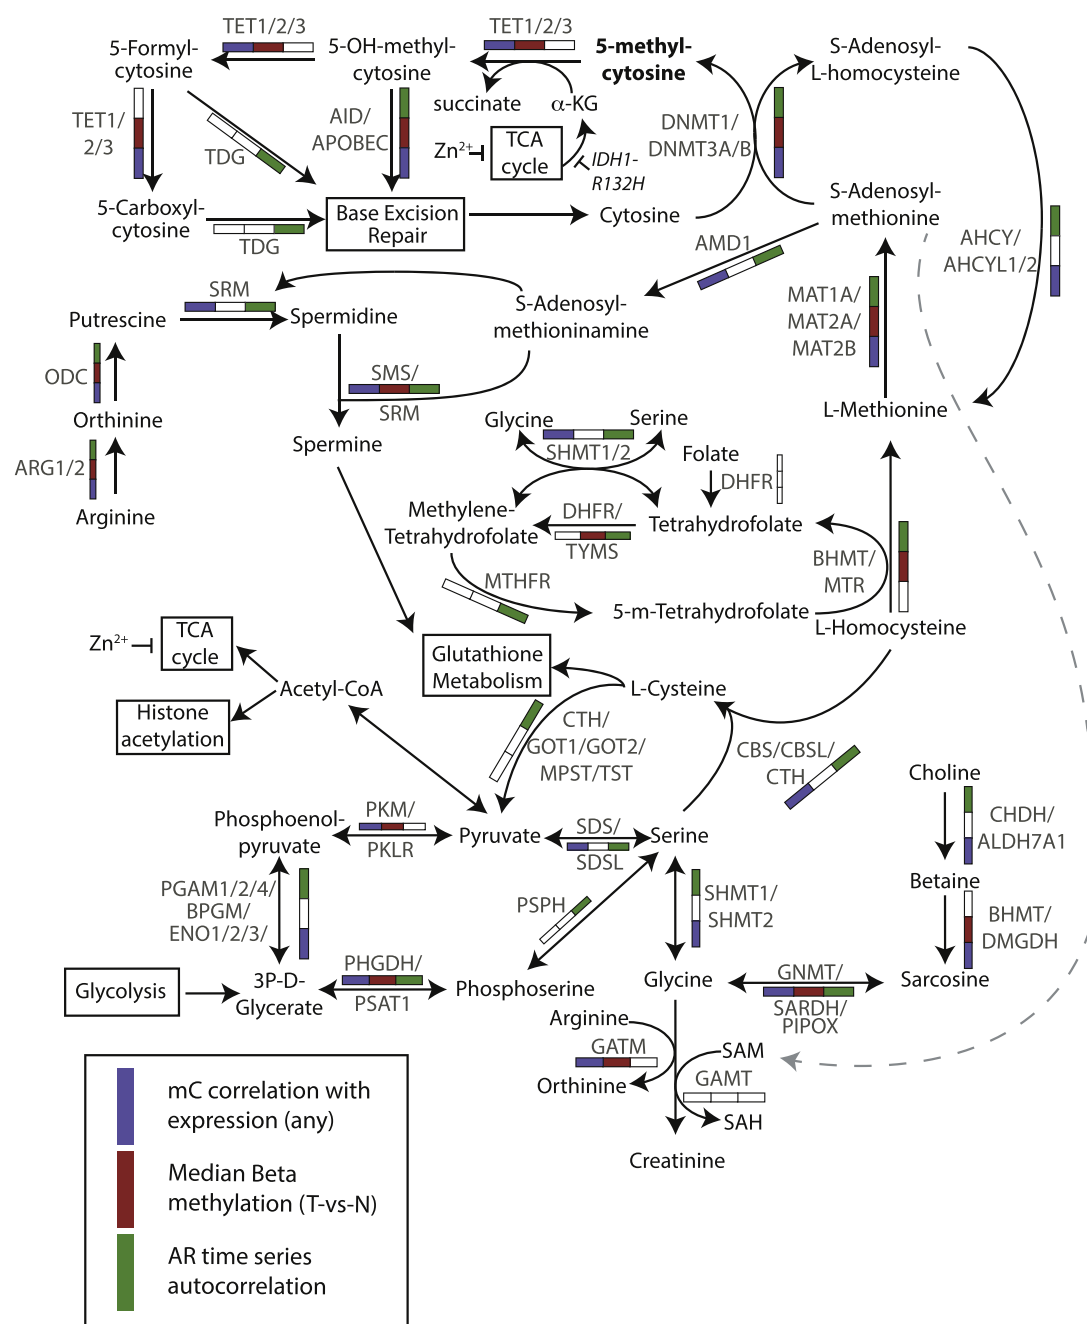 TET1/2/3
TET1/2/3
5-Formyl-
cytosine
5-OH-methyl-
cytosine
5-methyl-
cytosine
S-Adenosyl-
L-homocysteine
succinate
α-KG
TET1/
2/3
TDG
AID/
APOBEC
Zn2+
TCA
cycle
IDH1-
R132H
DNMT1/
DNMT3A/B
5-Carboxyl-
cytosine
TDG
Base Excision
Repair
Cytosine
S-Adenosyl-
methionine
AMD1
AHCY/
AHCYL1/2
SRM
Putrescine
Spermidine
S-Adenosyl-
methioninamine
MAT1A/
MAT2A/
MAT2B
ODC
SMS/
SRM
Orthinine
Spermine
Glycine
Serine
SHMT1/2
L-Methionine
ARG1/2
Arginine
Folate
DHFR
Methylene-
Tetrahydrofolate
DHFR/
TYMS
Tetrahydrofolate
MTHFR
BHMT/
MTR
5-m-Tetrahydrofolate
L-Homocysteine
Zn2+
TCA
cycle
Glutathione
Metabolism
Acetyl-CoA
L-Cysteine
Histone
acetylation
CTH/
GOT1/GOT2/
MPST/TST
CBS/CBSL/
CTH
Choline
CHDH/
ALDH7A1
Phosphoenol-
pyruvate
PKM/
PKLR
Pyruvate
SDS/
SDSL
Serine
Betaine
PGAM1/2/4/
BPGM/
ENO1/2/3/
PSPH
SHMT1/
SHMT2
BHMT/
DMGDH
Glycolysis
3P-D-
Glycerate
PHGDH/
PSAT1
Phosphoserine
Glycine
GNMT/
SARDH/
PIPOX
Sarcosine
Arginine
GATM
Orthinine
SAM
GAMT
SAH
Creatinine
mC correlation with
expression (any)
Median Beta
methylation (T-vs-N)
AR time series
autocorrelation